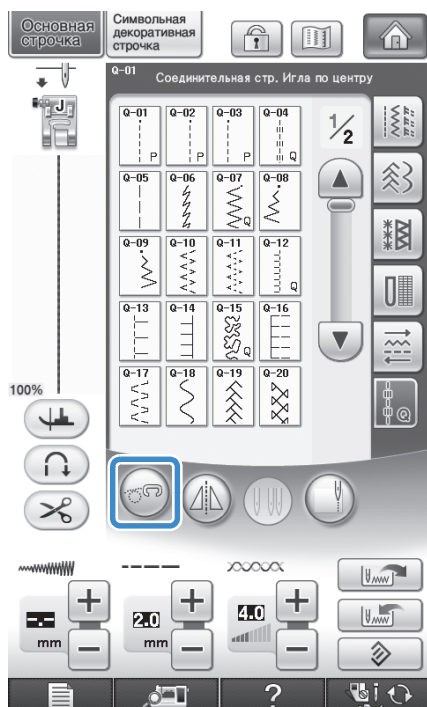 Основная
строчка
Символьная
декоративная
строчка
Q-01
Соединительная стр. Игла по центру
J
Q-01 Q-02 Q-03 Q-04
P P P Q
1/2
Q-05 Q-06 Q-07 Q-08
Q
Q-09 Q-10 Q-11 Q-12
Q
Q-13 Q-14 Q-15 Q-16
Q
Q-17 Q-18 Q-19 Q-20
Q
100%
-.- 2.0 4.0
mm mm
?
i